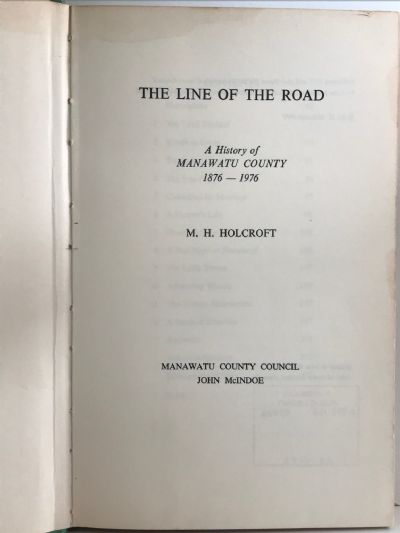 THE LINE OF THE ROAD
A History of
MANAWATU COUNTY
1876 — 1976
M. H. HOLCROFT
MANAWATU COUNTY COUNCIL
JOHN McINDOE